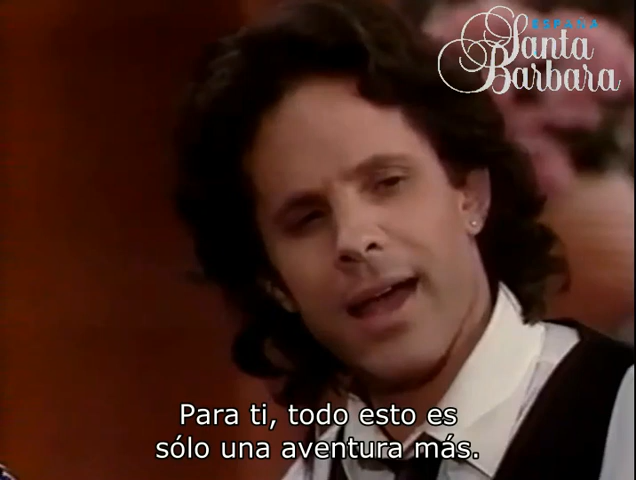 ESPAÑA
Santa
Barbara
Para ti, todo esto es
sólo una aventura más.